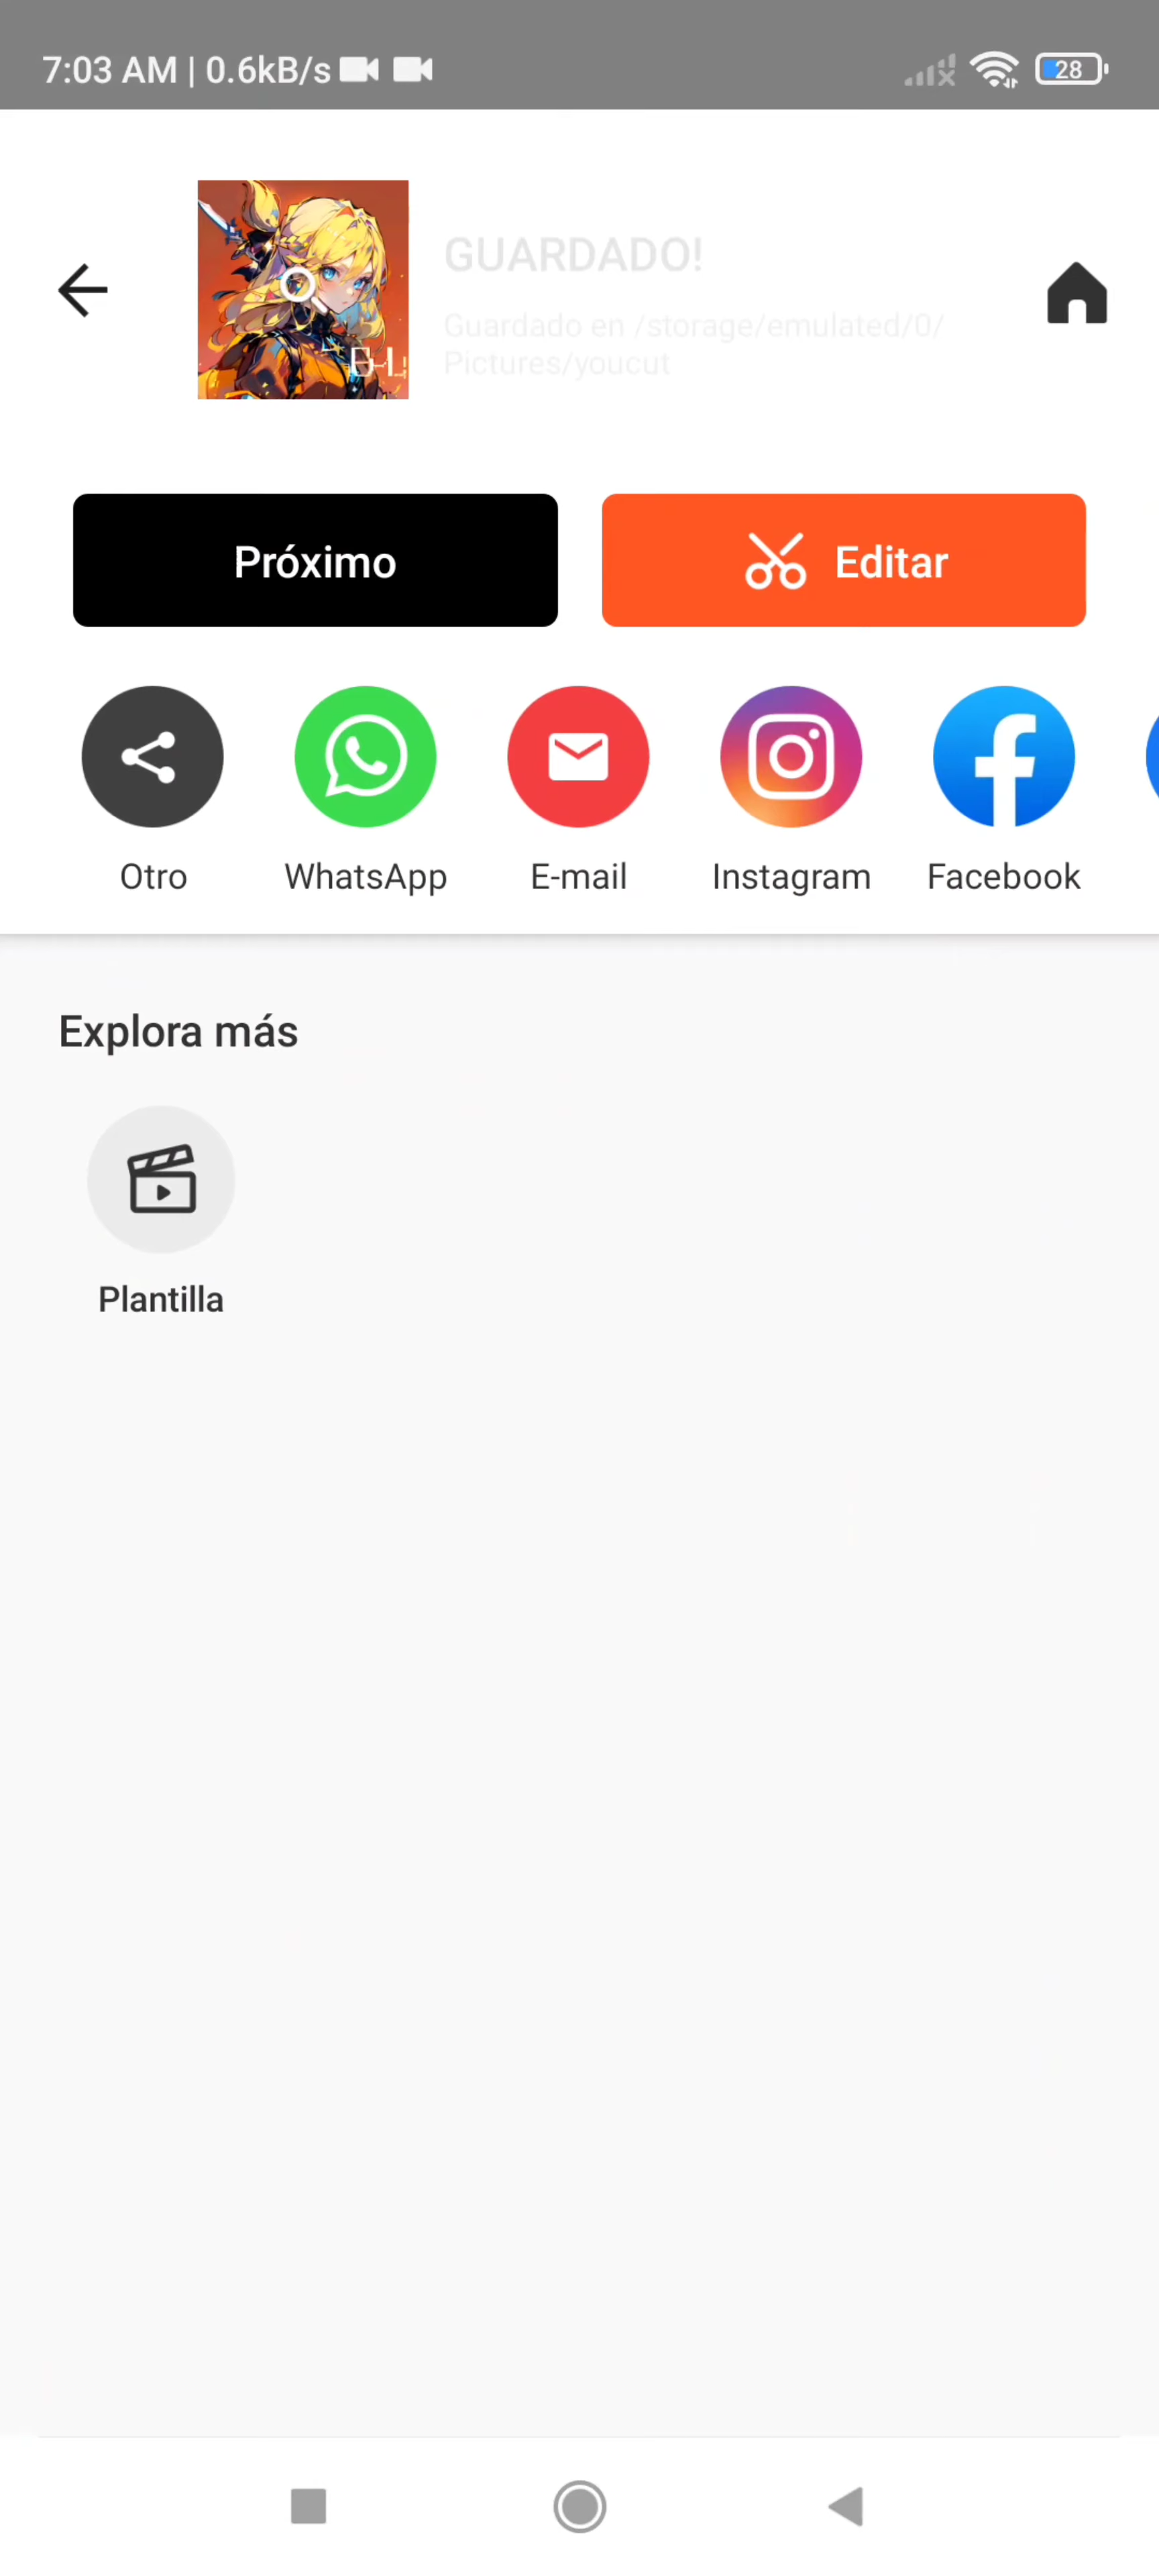 7:03 AM | 0.6kB/s
28
GUARDADO!
Guardado en /storage/emulated/0/
Pictures/youcut
Próximo
Editar
Otro
WhatsApp
E-mail
Instagram
Facebook
Explora más
Plantilla